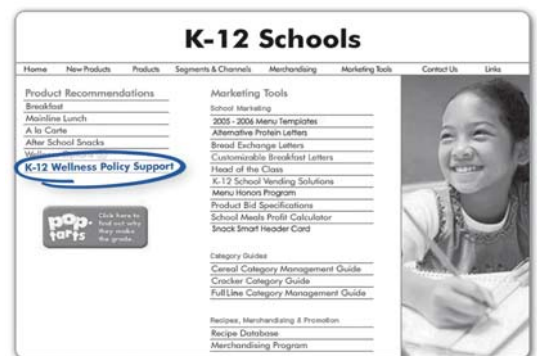 K-12 Schools
Home New Products Products Segments & Channels Merchandising Marketing Tools Contact Us Links
Product Recommendations
Breakfast
Mainline Lunch
A la Carte
After School Snacks
K-12 Wellness Policy Support
pop.
tarts
Click here to
find out why
they make
the grade.
Marketing Tools
School Marketing
2005 - 2006 Menu Templates
Alternative Protein Letters
Bread Exchange Letters
Customizable Breakfast Letters
Head of the Class
K-12 School Vending Solutions
Menu Honors Program
Product Bid Specifications
School Meals Profit Calculator
Snack Smart Header Card
Category Guides
Cereal Category Management Guide
Cracker Category Guide
Full Line Category Management Guide
Recipes, Merchandising & Promotion
Recipe Database
Merchandising Program